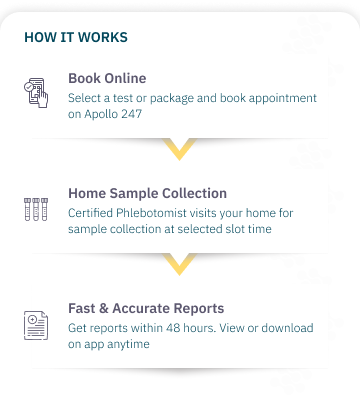 HOW IT WORKS
Book Online
Select a test or package and book appointment
on Apollo 247
Home Sample Collection
Certified Phlebotomist visits your home for
sample collection at selected slot time
Fast & Accurate Reports
Get reports within 48 hours. View or download
on app anytime